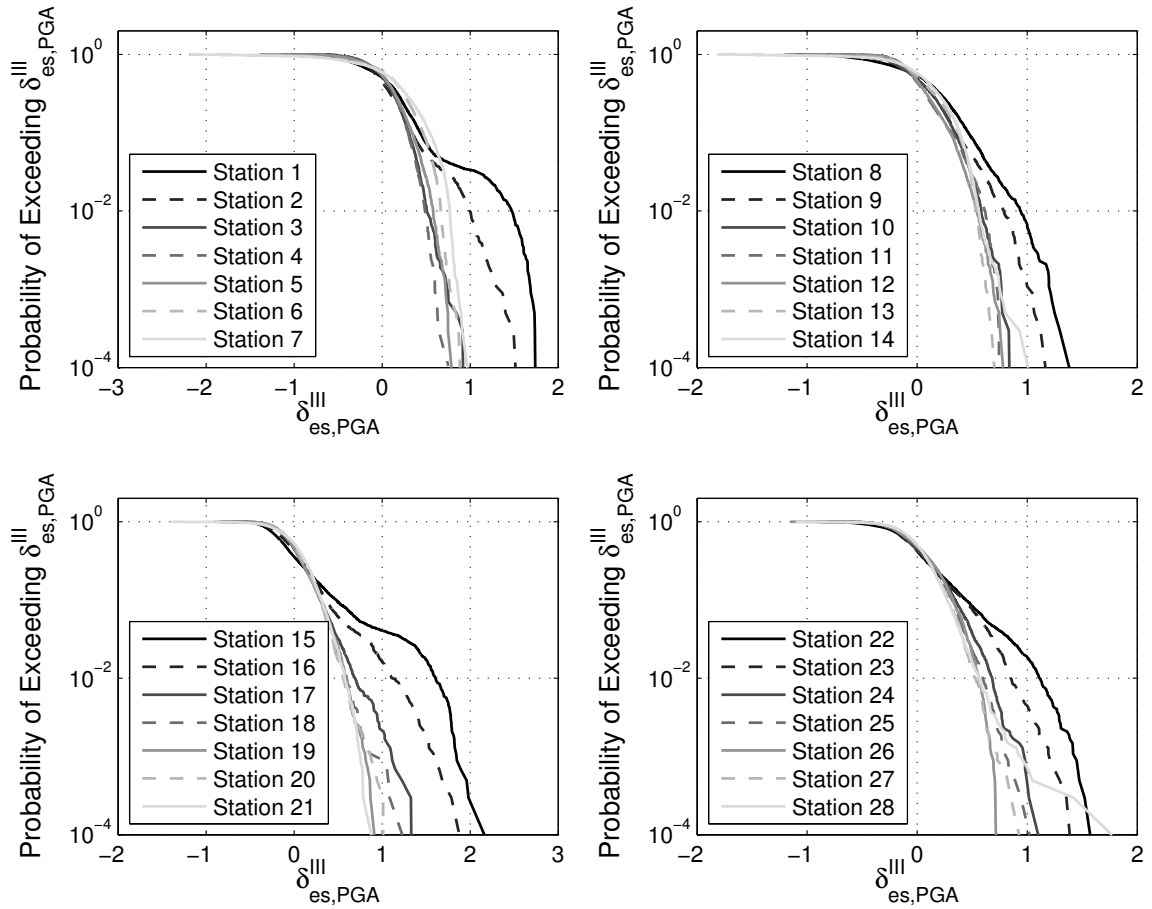 Probability of Exceeding δ^III_es,PGA
10^0
10^−2
10^−4
−3 −2 −1 0 1 2
δ^III_es,PGA
Station 1
Station 2
Station 3
Station 4
Station 5
Station 6
Station 7
Probability of Exceeding δ^III_es,PGA
10^0
10^−2
10^−4
−2 −1 0 1 2
δ^III_es,PGA
Station 8
Station 9
Station 10
Station 11
Station 12
Station 13
Station 14
Probability of Exceeding δ^III_es,PGA
10^0
10^−2
10^−4
−2 −1 0 1 2 3
δ^III_es,PGA
Station 15
Station 16
Station 17
Station 18
Station 19
Station 20
Station 21
Probability of Exceeding δ^III_es,PGA
10^0
10^−2
10^−4
−2 −1 0 1 2
δ^III_es,PGA
Station 22
Station 23
Station 24
Station 25
Station 26
Station 27
Station 28